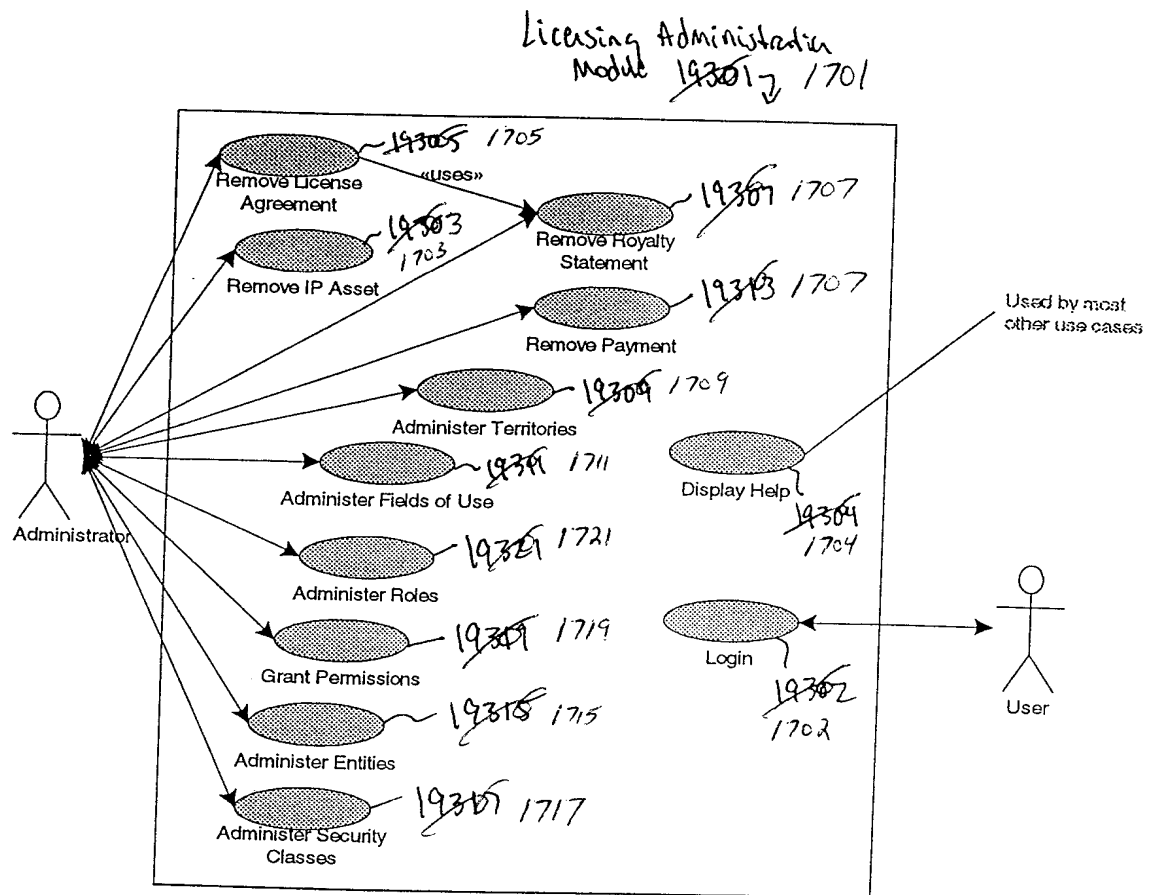 Licensing Administration
Module 19301 1701
19305 1705
«uses»
Remove License
Agreement
19307 1707
Remove Royalty
Statement
19303
1703
Remove IP Asset
19313 1707
Remove Payment
Used by most
other use cases
19309 1709
Administer Territories
19311 1711
Administer Fields of Use
Display Help
19304
1704
Administrator
19321 1721
Administer Roles
19319 1719
Grant Permissions
Login
19302
1702
User
19315 1715
Administer Entities
19317 1717
Administer Security
Classes